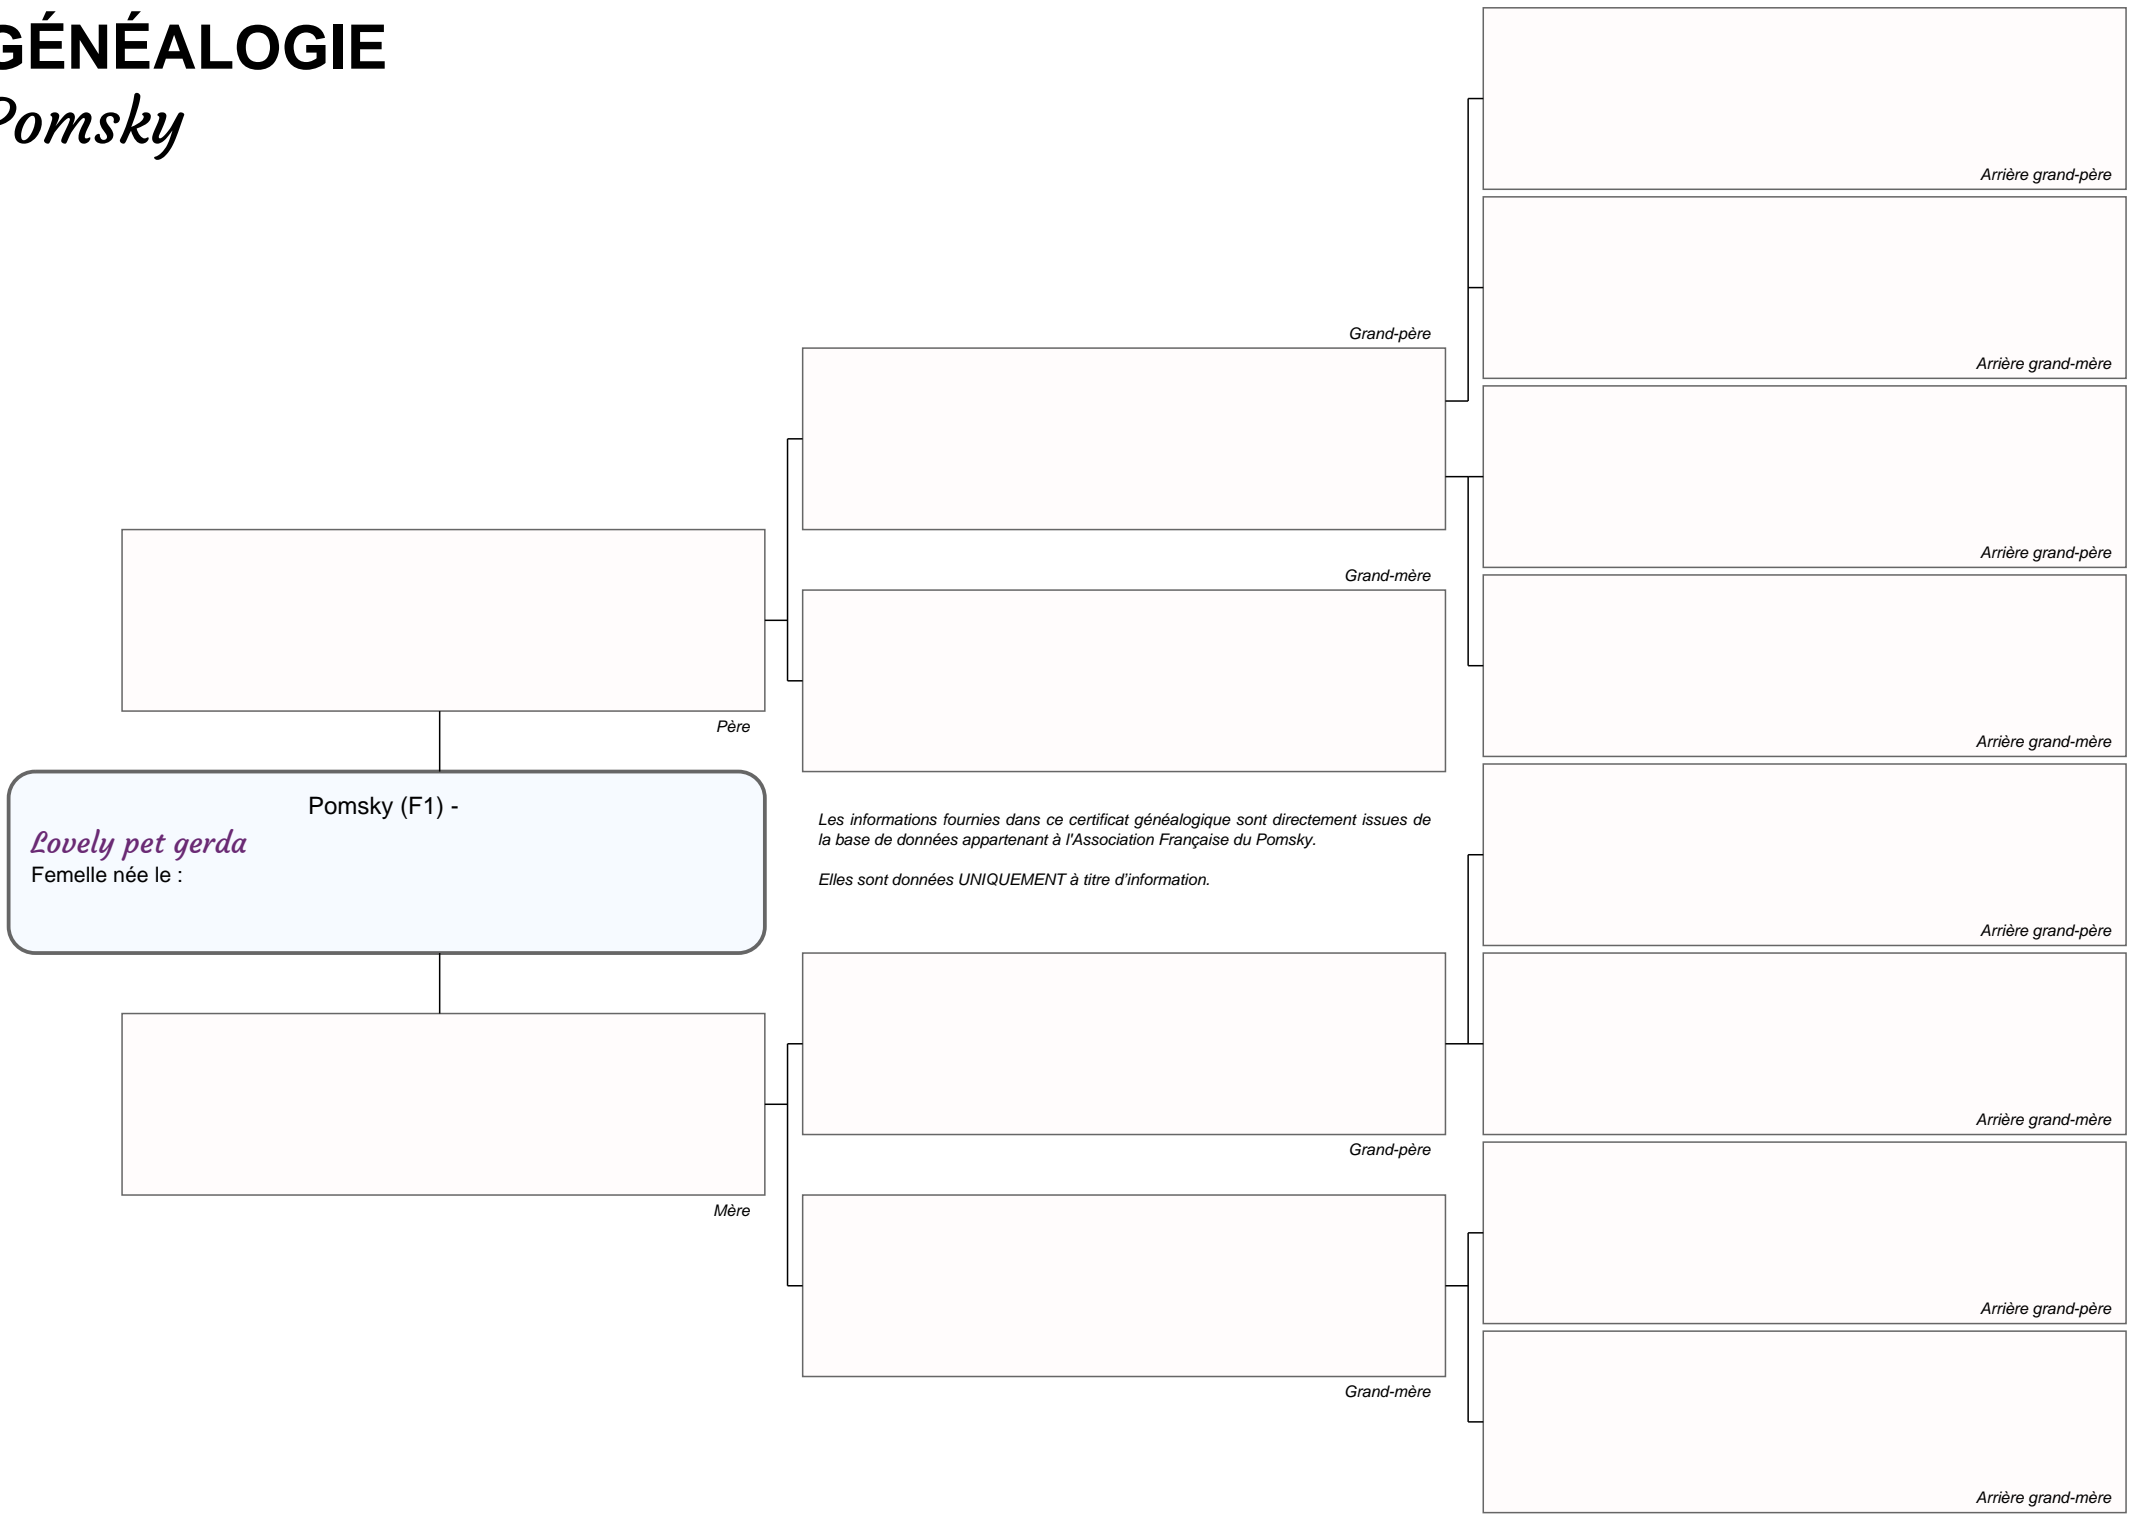 GÉNÉALOGIE
Pomsky
Arrière grand-père
Arrière grand-mère
Grand-père
Arrière grand-père
Grand-mère
Arrière grand-mère
Père
Pomsky (F1) -
Lovely pet gerda
Femelle née le :
Les informations fournies dans ce certificat généalogique sont directement issues de
la base de données appartenant à l'Association Française du Pomsky.
Elles sont données UNIQUEMENT à titre d'information.
Arrière grand-père
Arrière grand-mère
Grand-père
Mère
Arrière grand-père
Grand-mère
Arrière grand-mère